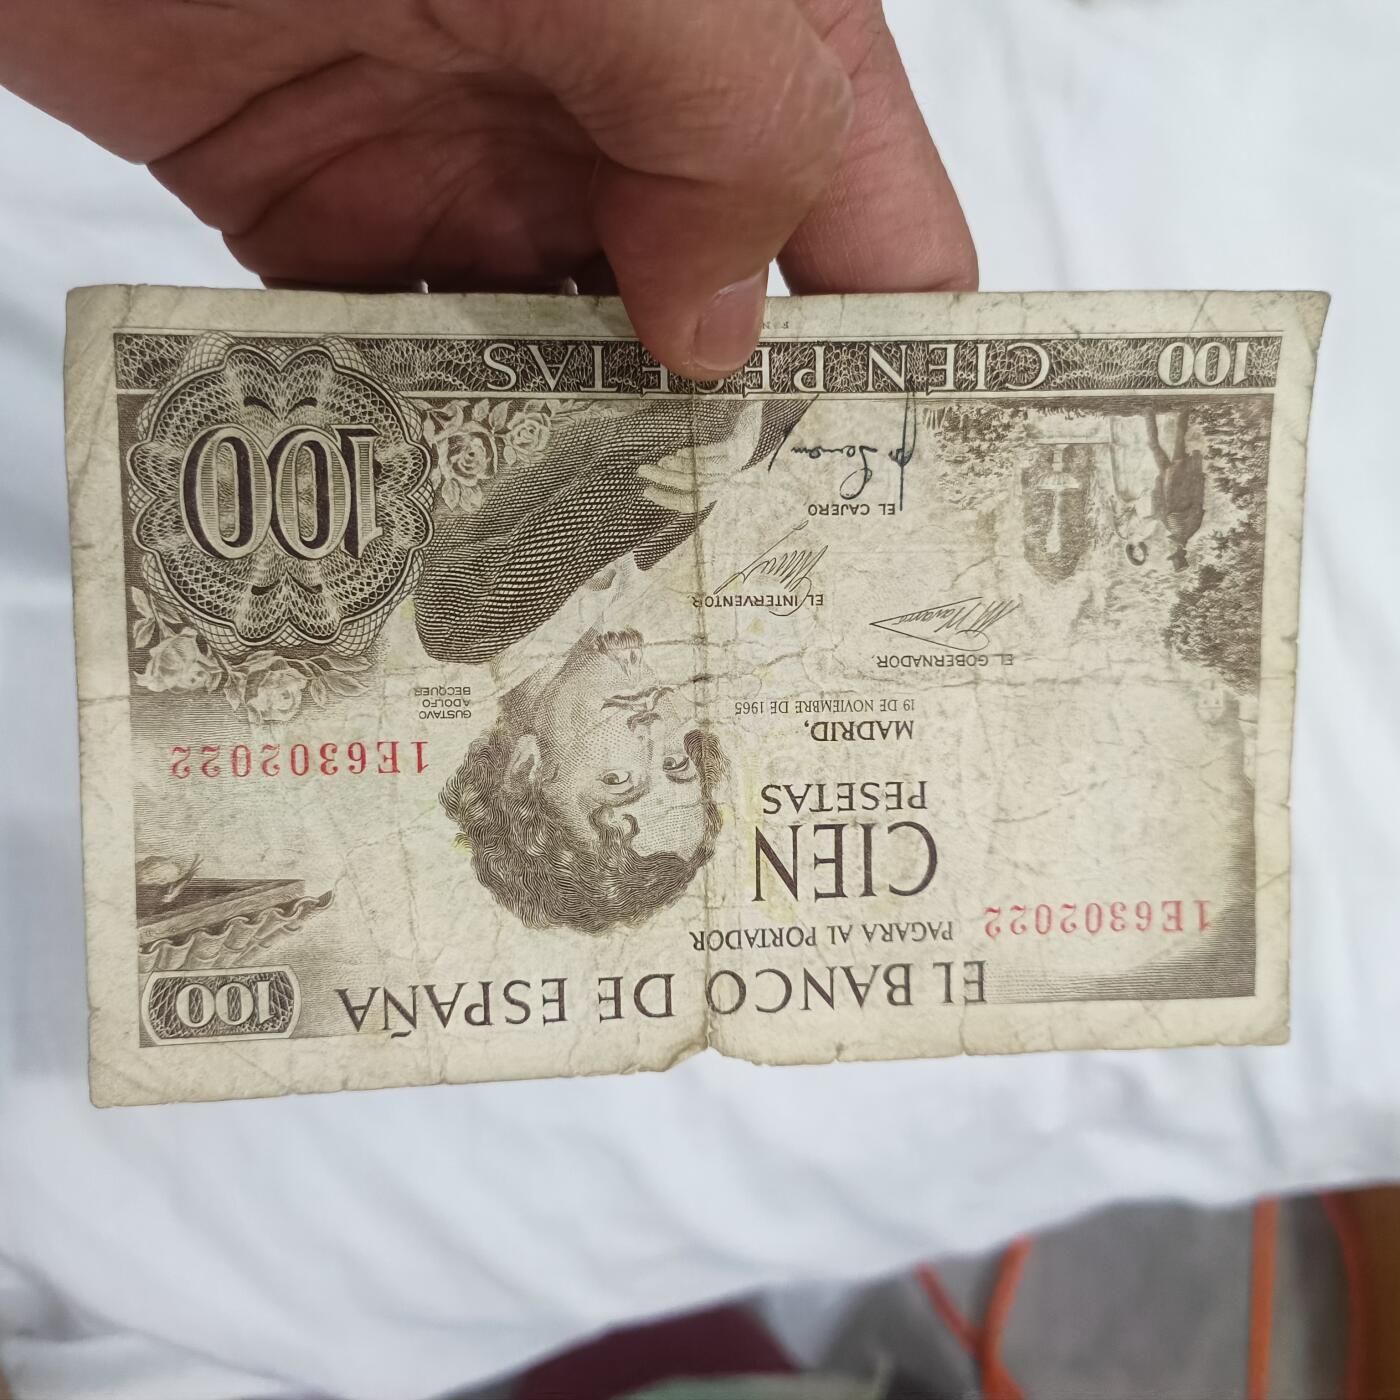 EL BANCO DE ESPAÑA
100
PAGARA AL PORTADOR
1E6302022
CIEN
PESETAS
MADRID,
19 DE NOVIEMBRE DE 1965
1E6302022
GUSTAVO
ADOLFO
BECQUER
EL GOBERNADOR,
EL INTERVENTOR
EL CAJERO
100
100
CIEN PESETAS